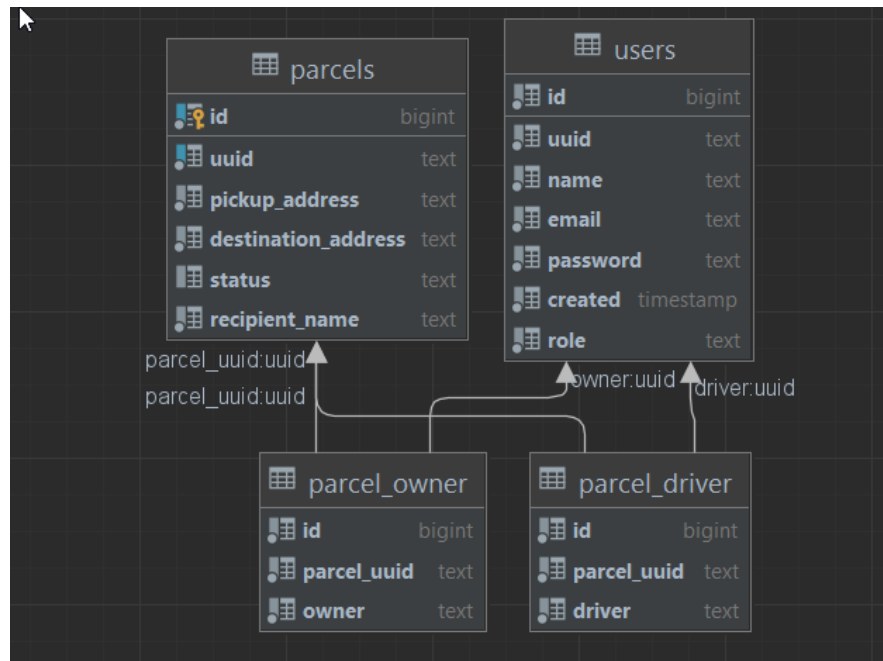 parcels
id bigint
uuid text
pickup_address text
destination_address text
status text
recipient_name text
users
id bigint
uuid text
name text
email text
password text
created timestamp
role text
parcel_uuid:uuid
parcel_uuid:uuid
owner:uuid
driver:uuid
parcel_owner
id bigint
parcel_uuid text
owner text
parcel_driver
id bigint
parcel_uuid text
driver text